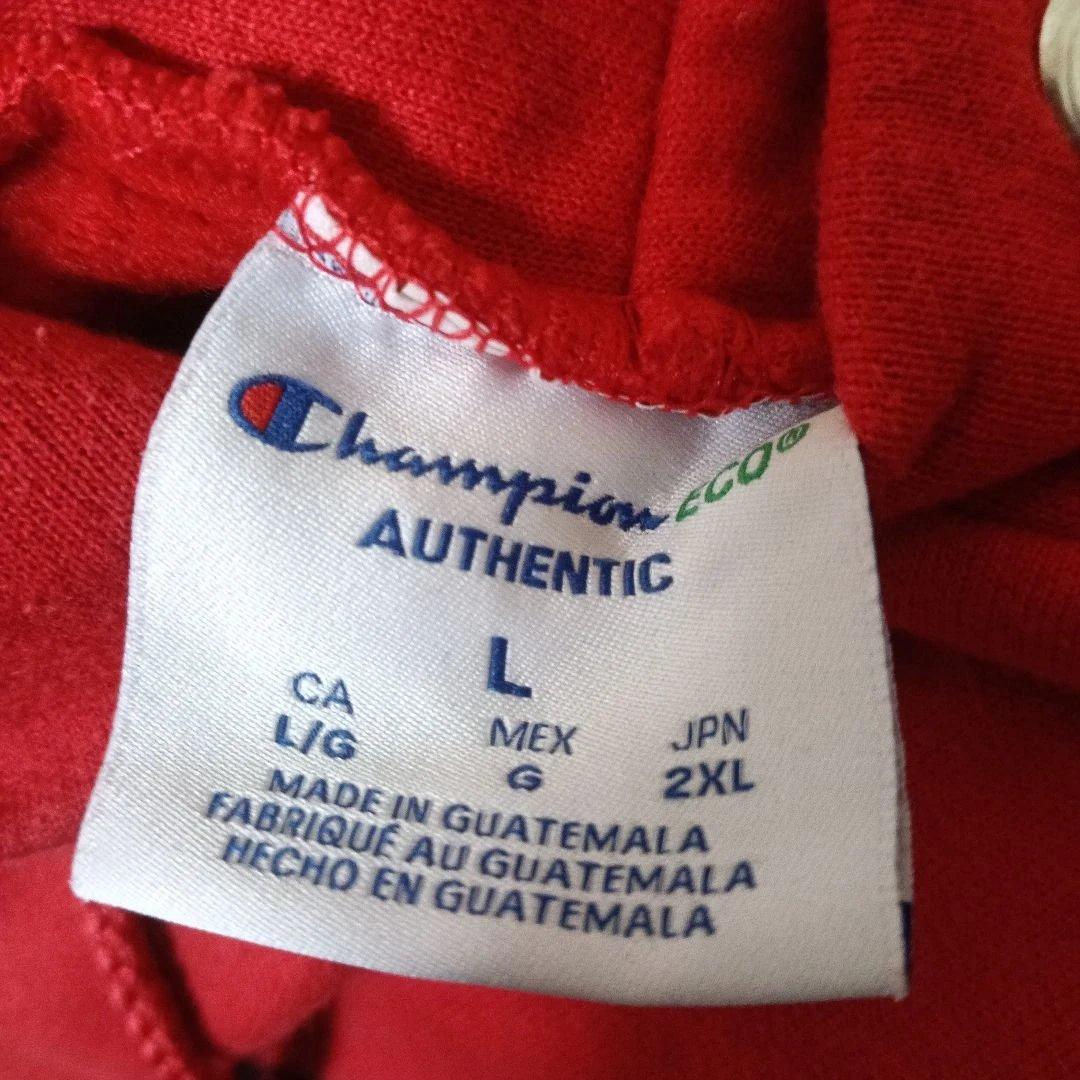 Champion ECO®
AUTHENTIC
L
CA MEX JPN
L/G G 2XL
MADE IN GUATEMALA
FABRIQUÉ AU GUATEMALA
HECHO EN GUATEMALA